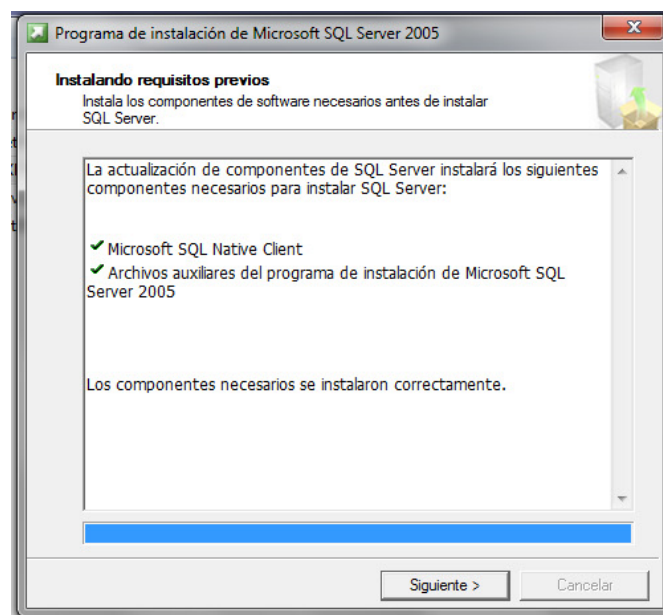 Programa de instalación de Microsoft SQL Server 2005
Instalando requisitos previos
Instala los componentes de software necesarios antes de instalar
SQL Server.
La actualización de componentes de SQL Server instalará los siguientes
componentes necesarios para instalar SQL Server:
✔ Microsoft SQL Native Client
✔ Archivos auxiliares del programa de instalación de Microsoft SQL
Server 2005
Los componentes necesarios se instalaron correctamente.
Siguiente >
Cancelar